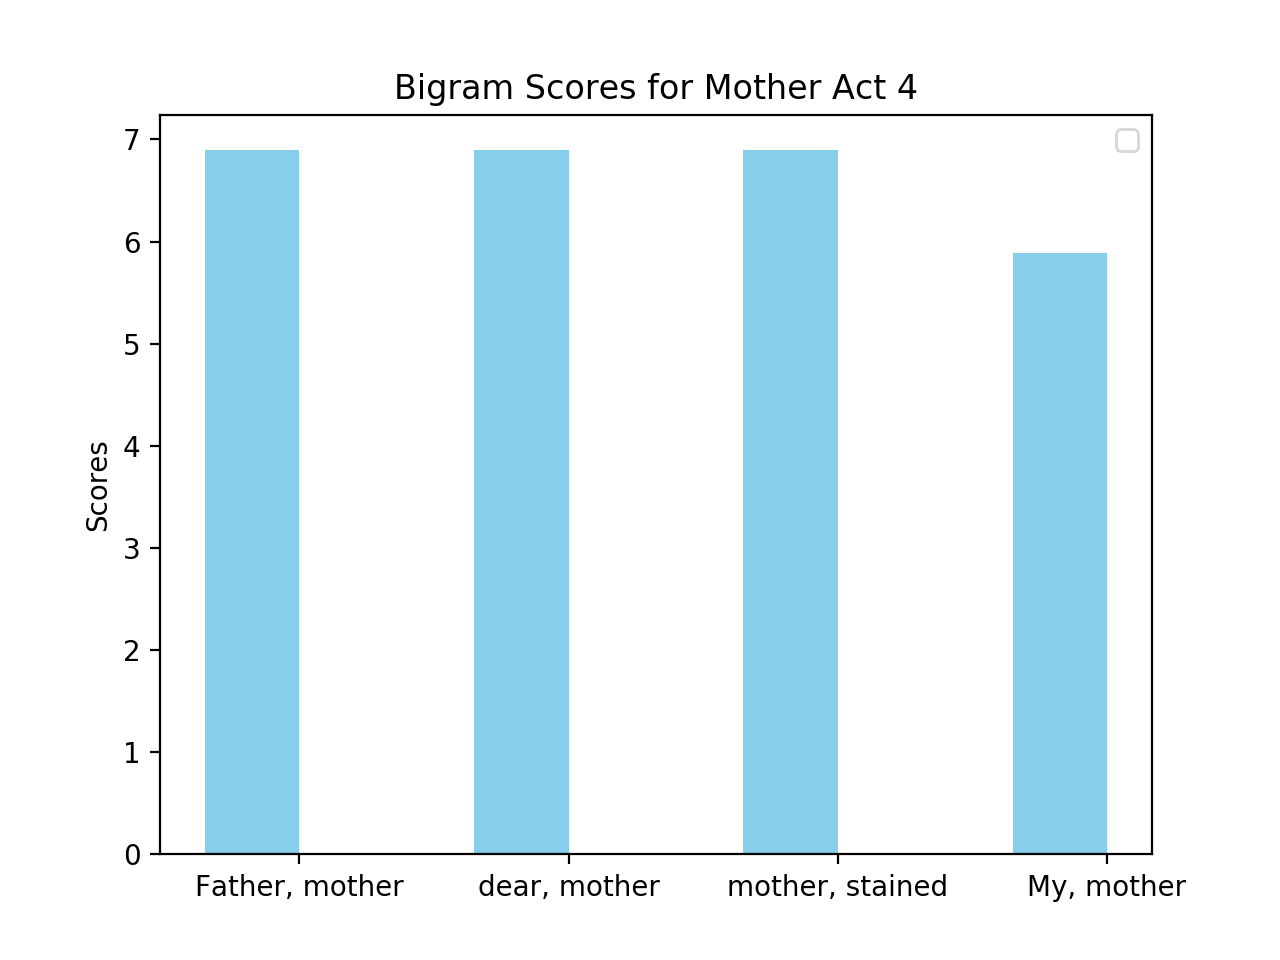 Bigram Scores for Mother Act 4
7
6
5
4
3
2
1
0
Scores
Father, mother
dear, mother
mother, stained
My, mother